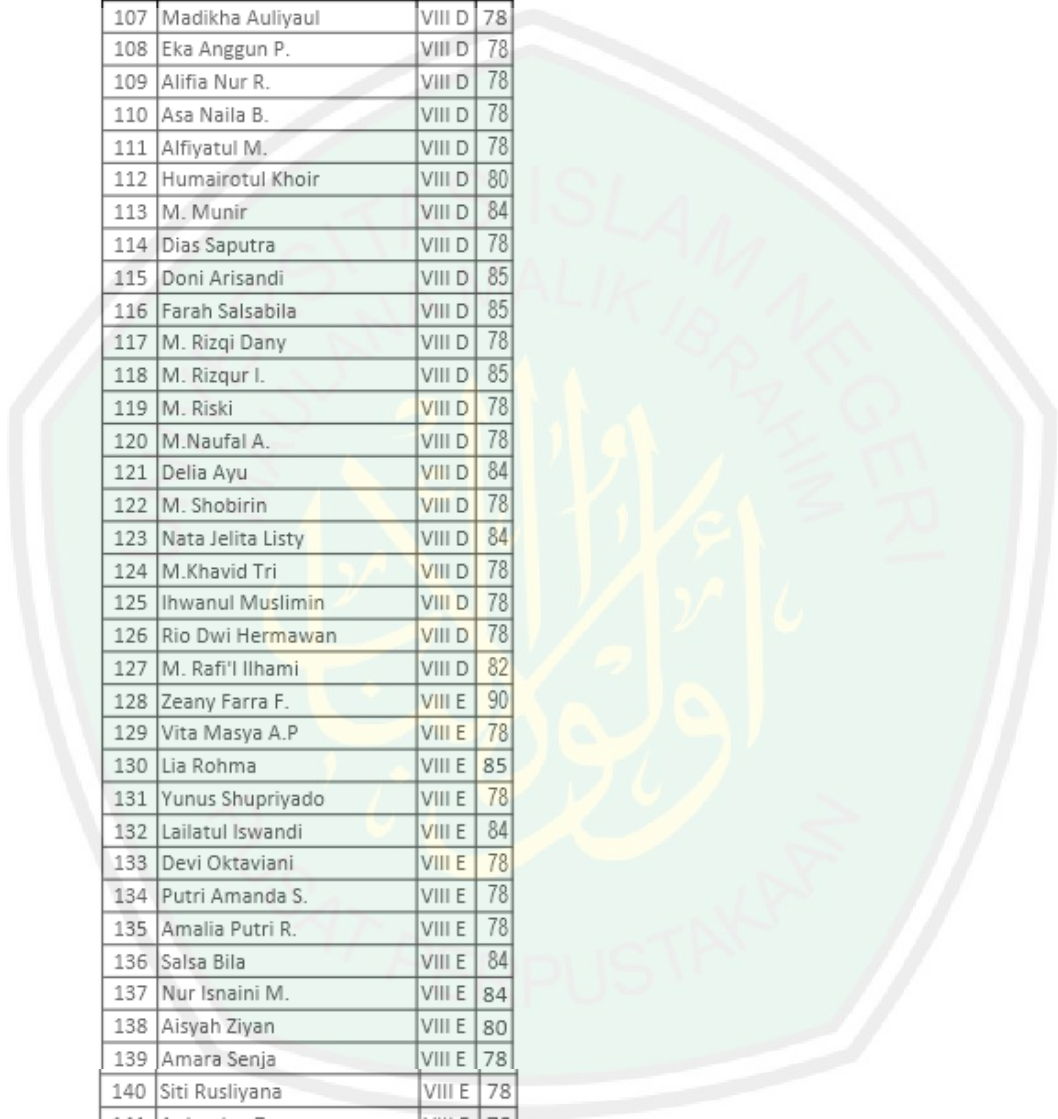 107 Madikha Auliyaul VIII D 78
108 Eka Anggun P. VIII D 78
109 Alifia Nur R. VIII D 78
110 Asa Naila B. VIII D 78
111 Alfiyatul M. VIII D 78
112 Humairotul Khoir VIII D 80
113 M. Munir VIII D 84
114 Dias Saputra VIII D 78
115 Doni Arisandi VIII D 85
116 Farah Salsabila VIII D 85
117 M. Rizqi Dany VIII D 78
118 M. Rizqur I. VIII D 85
119 M. Riski VIII D 78
120 M.Naufal A. VIII D 78
121 Delia Ayu VIII D 84
122 M. Shobirin VIII D 78
123 Nata Jelita Listy VIII D 84
124 M.Khavid Tri VIII D 78
125 Ihwanul Muslimin VIII D 78
126 Rio Dwi Hermawan VIII D 78
127 M. Rafi'I Ilhami VIII D 82
128 Zeany Farra F. VIII E 90
129 Vita Masya A.P VIII E 78
130 Lia Rohma VIII E 85
131 Yunus Shupriyado VIII E 78
132 Lailatul Iswandi VIII E 84
133 Devi Oktaviani VIII E 78
134 Putri Amanda S. VIII E 78
135 Amalia Putri R. VIII E 78
136 Salsa Bila VIII E 84
137 Nur Isnaini M. VIII E 84
138 Aisyah Ziyan VIII E 80
139 Amara Senja VIII E 78
140 Siti Rusliyana VIII E 78
ISLAM NEGERI
MALIK IBRAHIM